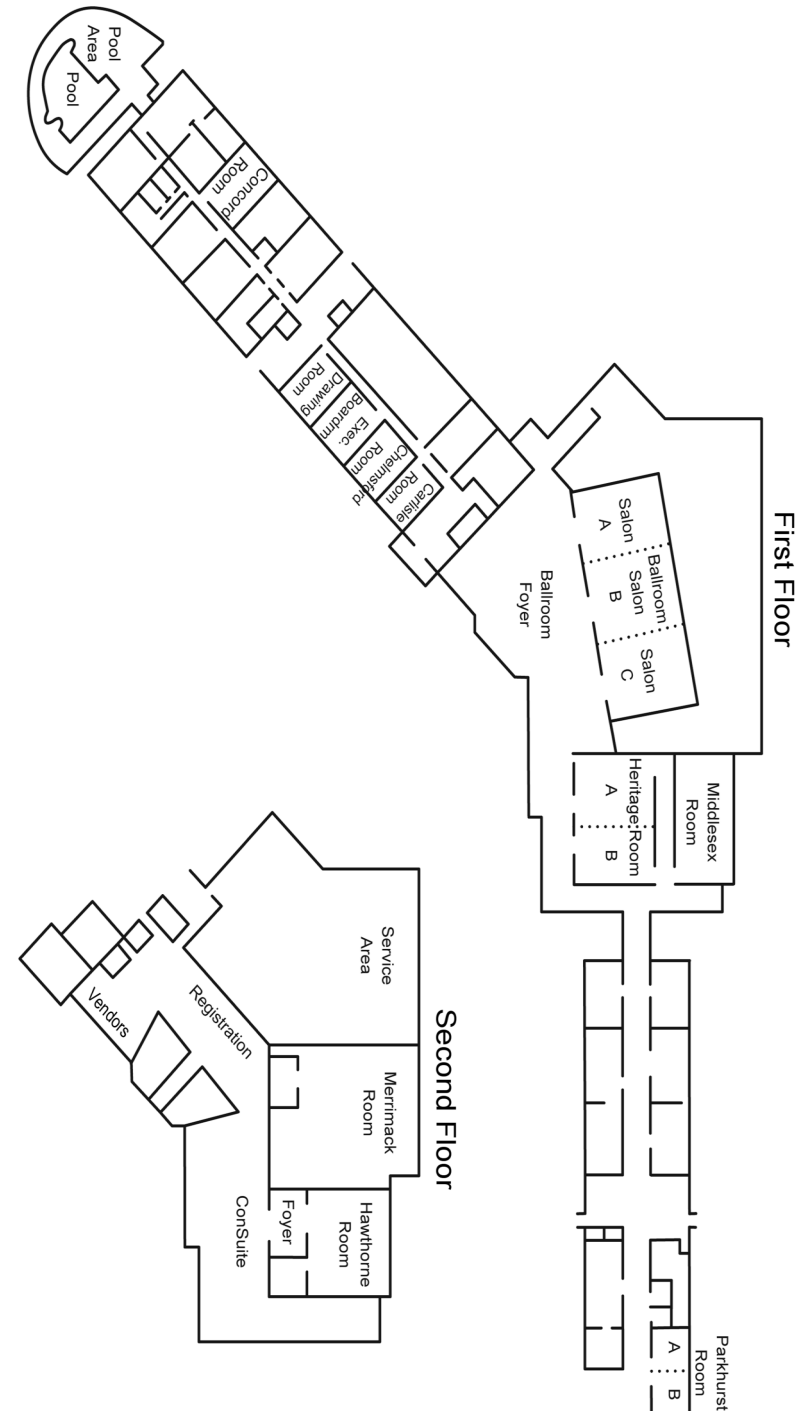 First Floor
Pool
Area
Pool
Concord
Room
Drawing
Room
Exec.
Boardrm
Chelmsford
Room
Carlisle
Room
Ballroom
Foyer
Salon
A
Ballroom
Salon
B
Salon
C
Middlesex
Room
Heritage Room
A
B
Parkhurst
Room
A
B
Second Floor
Service
Area
Registration
Vendors
Merrimack
Room
Hawthorne
Room
Foyer
ConSuite